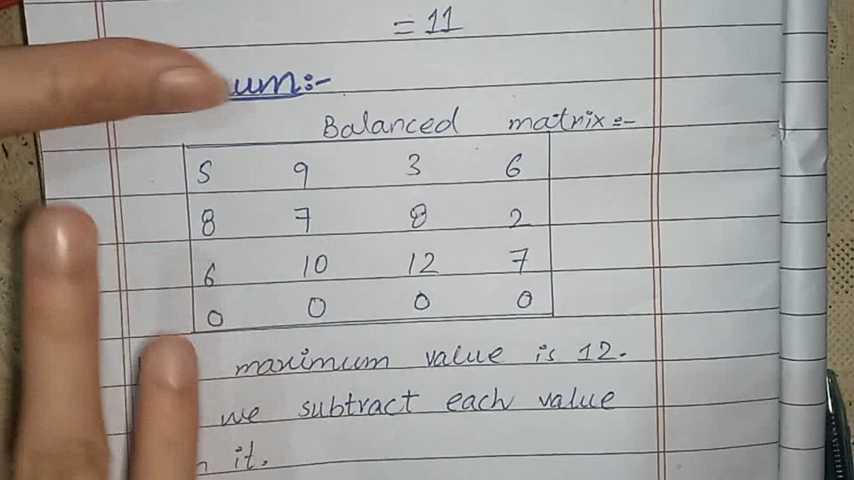 = 11
um:-
Balanced matrix:-
5 9 3 6
8 7 8 2
6 10 12 7
0 0 0 0
maximum value is 12.
we subtract each value
it.